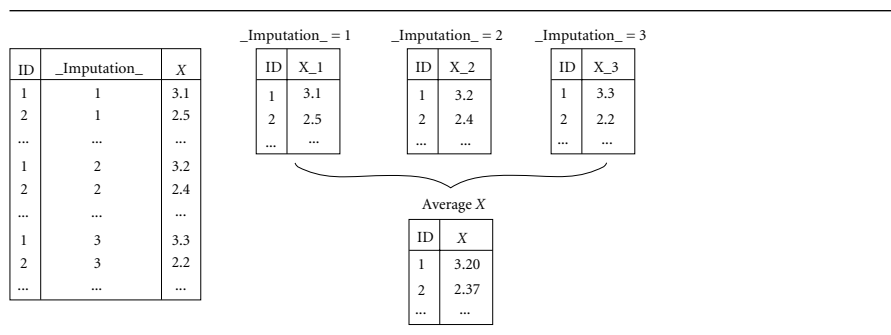 ID _Imputation_ X
1 1 3.1
2 1 2.5
... ... ...
1 2 3.2
2 2 2.4
... ... ...
1 3 3.3
2 3 2.2
... ... ...
_Imputation_ = 1
ID X_1
1 3.1
2 2.5
... ...
_Imputation_ = 2
ID X_2
1 3.2
2 2.4
... ...
_Imputation_ = 3
ID X_3
1 3.3
2 2.2
... ...
Average X
ID X
1 3.20
2 2.37
... ...